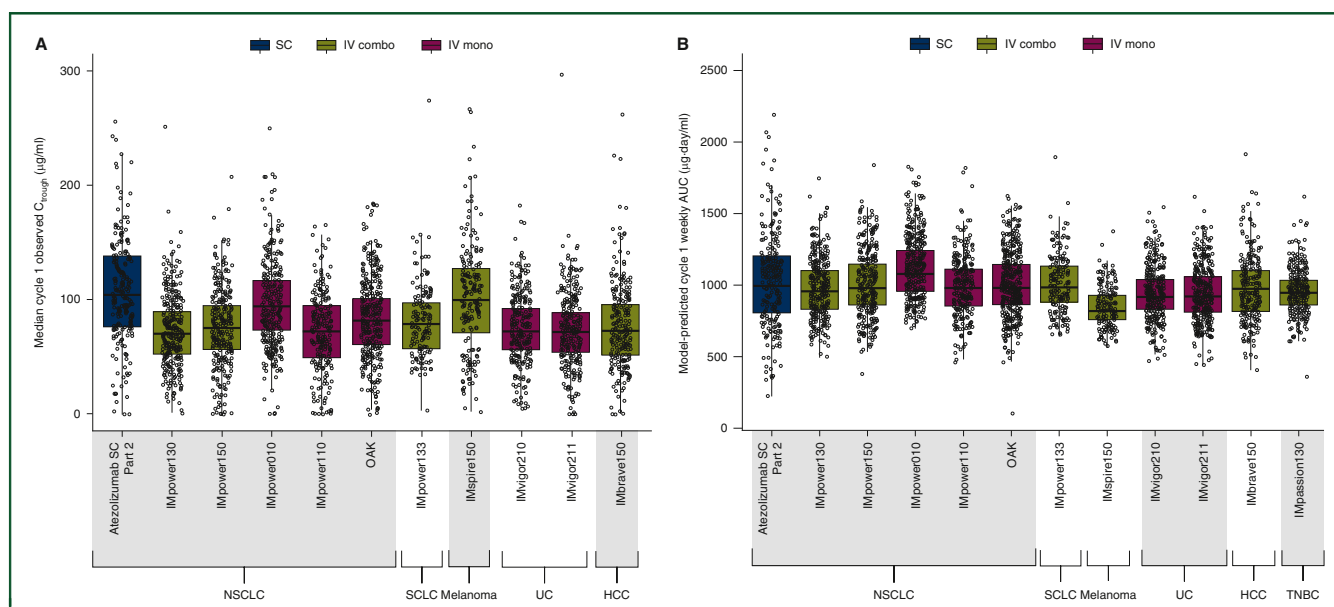 A
SC
IV combo
IV mono
Median cycle 1 observed Ctrough (µg/ml)
300
200
100
0
Atezolizumab SC
Part 2
IMpower130
IMpower150
IMpower010
IMpower110
OAK
IMpower133
IMspire150
IMvigor210
IMvigor211
IMbrave150
NSCLC
SCLC
Melanoma
UC
HCC
B
SC
IV combo
IV mono
Model-predicted cycle 1 weekly AUC (µg·day/ml)
2500
2000
1500
1000
500
0
Atezolizumab SC
Part 2
IMpower130
IMpower150
IMpower010
IMpower110
OAK
IMpower133
IMspire150
IMvigor210
IMvigor211
IMbrave150
IMpassion130
NSCLC
SCLC
Melanoma
UC
HCC
TNBC